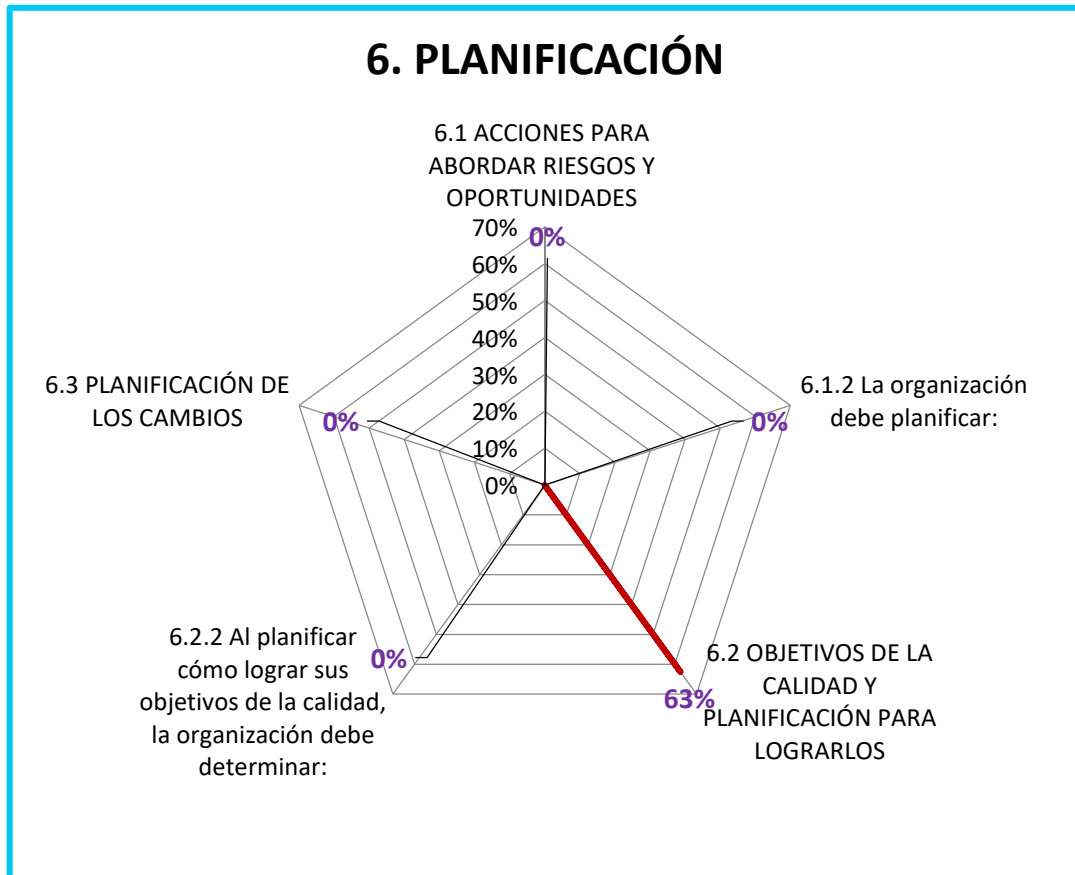 6. PLANIFICACIÓN
6.1 ACCIONES PARA
ABORDAR RIESGOS Y
OPORTUNIDADES
70%
0%
60%
50%
40%
30%
20%
10%
0%
6.1.2 La organización
debe planificar:
0%
6.2 OBJETIVOS DE LA
CALIDAD Y
PLANIFICACIÓN PARA
LOGRARLOS
63%
6.2.2 Al planificar
cómo lograr sus
objetivos de la calidad,
la organización debe
determinar:
0%
6.3 PLANIFICACIÓN DE
LOS CAMBIOS
0%